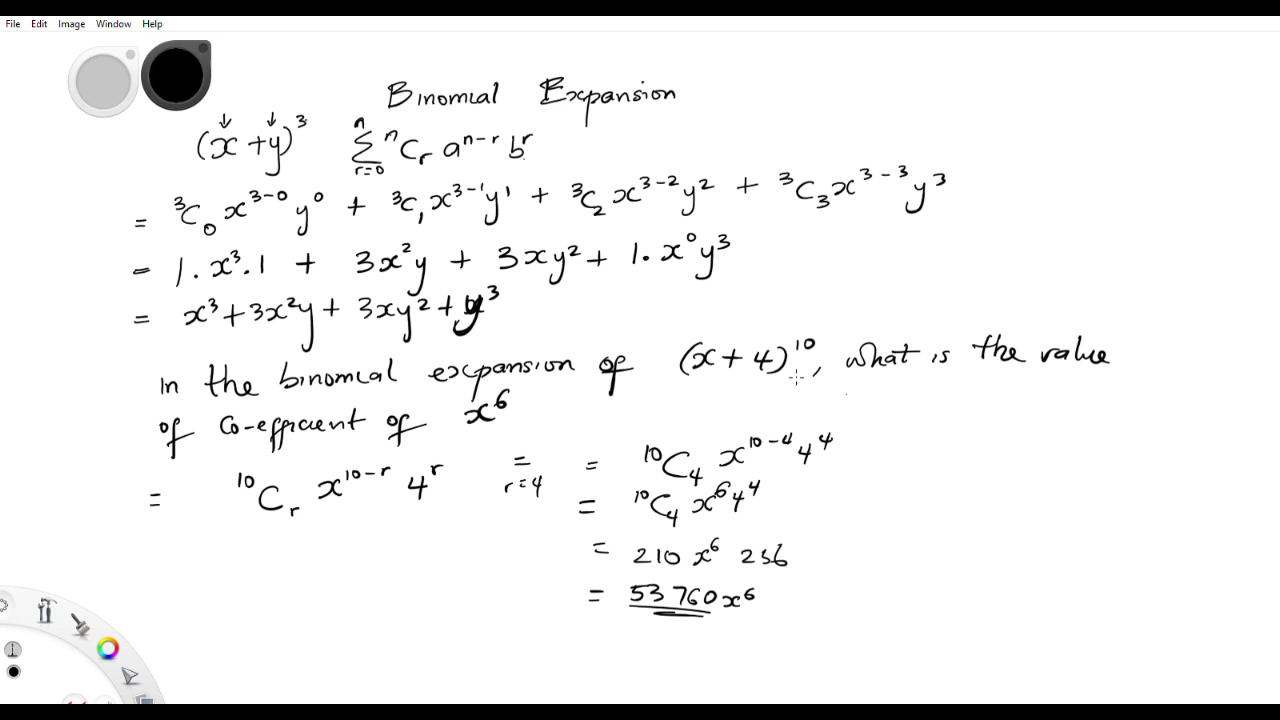 File Edit Image Window Help
Binomial Expansion
(x + y)³ ∑ⁿᵣ₌₀ ⁿCᵣ aⁿ⁻ʳ bʳ
= ³C₀ x³⁻⁰ y⁰ + ³C₁ x³⁻¹ y¹ + ³C₂ x³⁻² y² + ³C₃ x³⁻³ y³
= 1. x³. 1 + 3x²y + 3xy² + 1. x⁰y³
= x³ + 3x²y + 3xy² + y³
In the binomial expansion of (x + 4)¹⁰, what is the value
of co-efficient of x⁶
= ¹⁰Cᵣ x¹⁰⁻ʳ 4ʳ = r=4
= ¹⁰C₄ x¹⁰⁻⁴ 4⁴
= ¹⁰C₄ x⁶ 4⁴
= 210 x⁶ 256
= 53760 x⁶